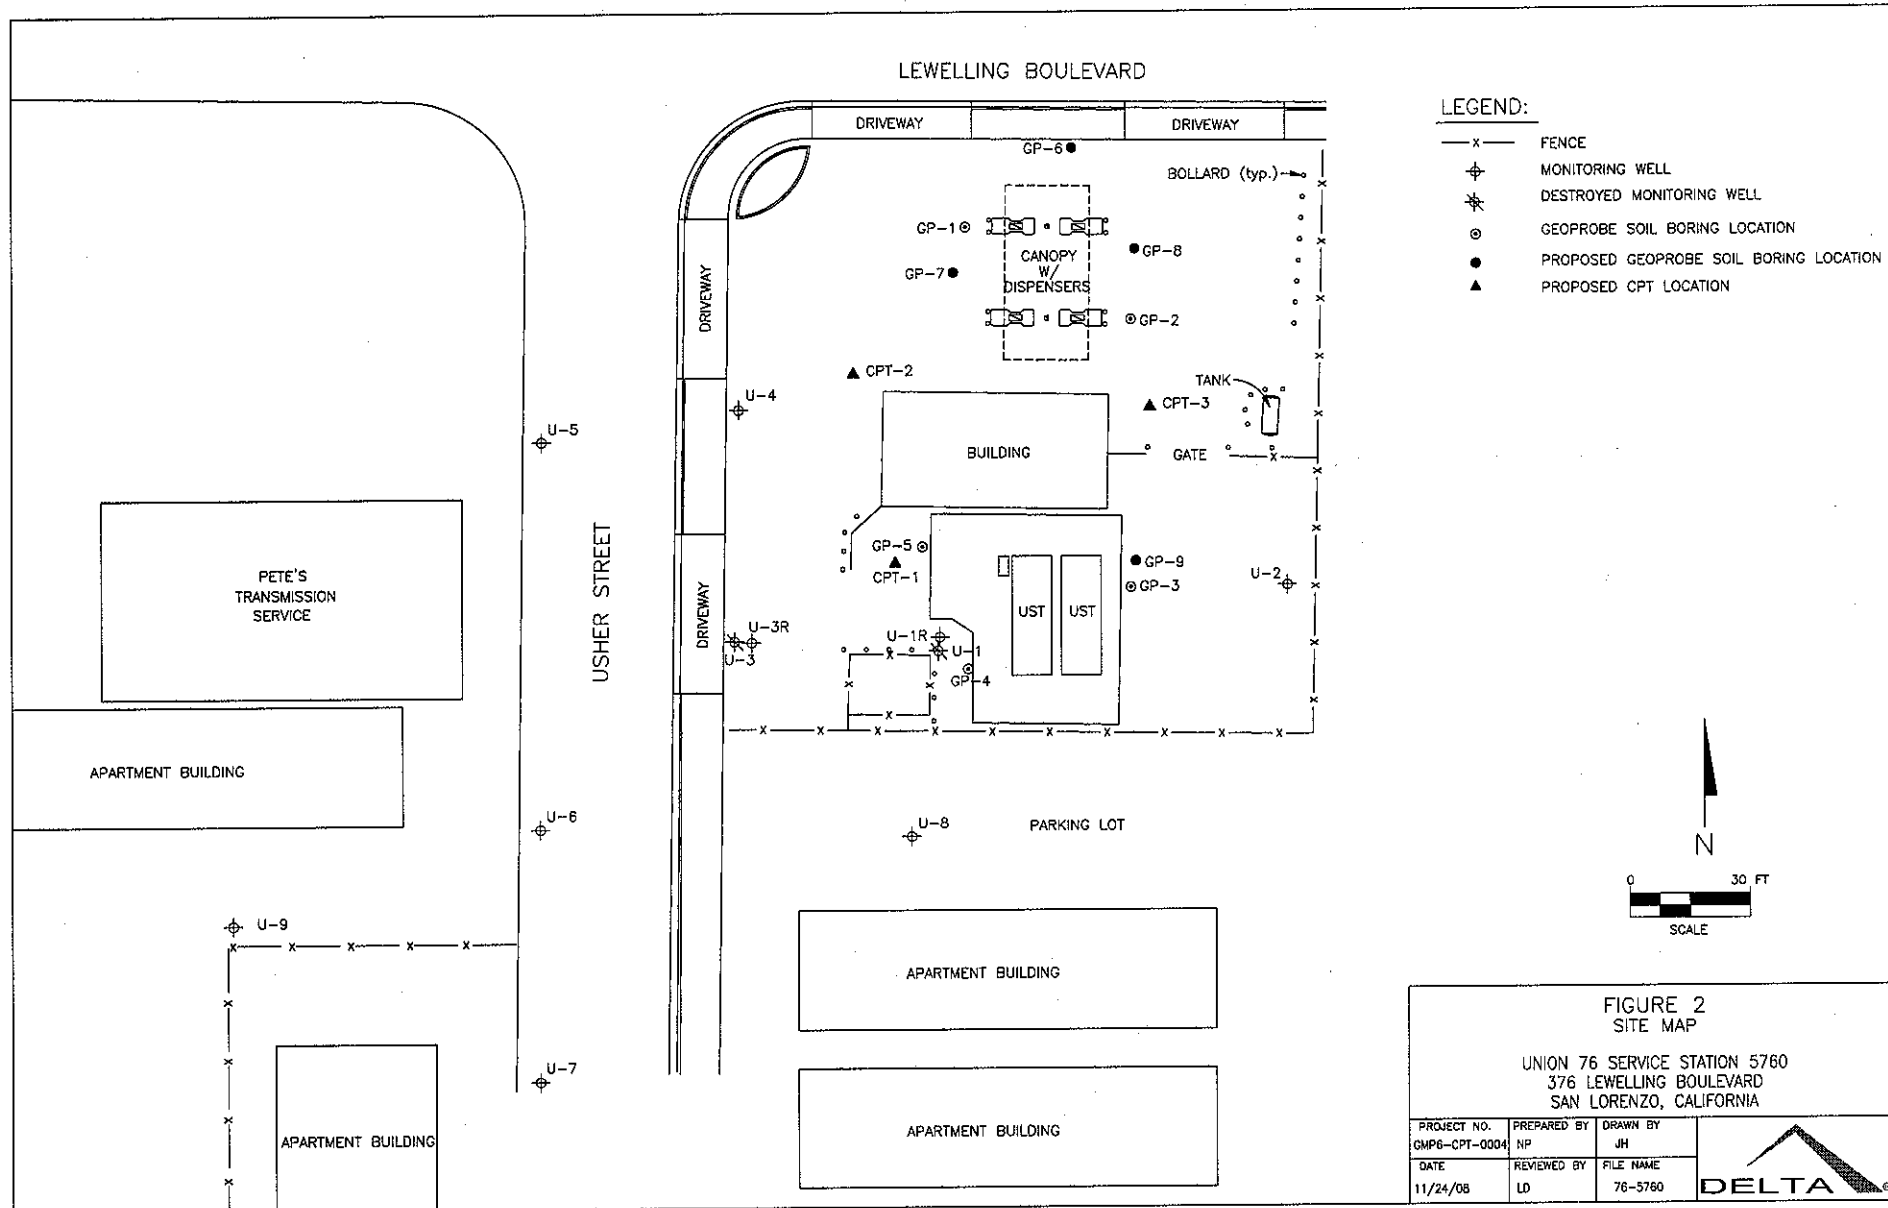 LEWELLING BOULEVARD
DRIVEWAY
DRIVEWAY
GP-6
BOLLARD (typ.)
GP-1
CANOPY
W/
DISPENSERS
GP-8
GP-7
GP-2
DRIVEWAY
CPT-2
TANK
CPT-3
U-4
U-5
BUILDING
GATE
USHER STREET
PETE'S
TRANSMISSION
SERVICE
GP-5
CPT-1
GP-9
GP-3
U-2
UST
UST
DRIVEWAY
U-3R
U-3
U-1R
U-1
GP-4
APARTMENT BUILDING
U-6
U-8
PARKING LOT
U-9
APARTMENT BUILDING
U-7
APARTMENT BUILDING
APARTMENT BUILDING
LEGEND:
x FENCE
MONITORING WELL
DESTROYED MONITORING WELL
GEOPROBE SOIL BORING LOCATION
PROPOSED GEOPROBE SOIL BORING LOCATION
PROPOSED CPT LOCATION
N
0 30 FT
SCALE
FIGURE 2
SITE MAP
UNION 76 SERVICE STATION 5760
376 LEWELLING BOULEVARD
SAN LORENZO, CALIFORNIA
PROJECT NO.
GMP6-CPT-0004
PREPARED BY
NP
DRAWN BY
JH
DATE
11/24/08
REVIEWED BY
LD
FILE NAME
76-5760
DELTA